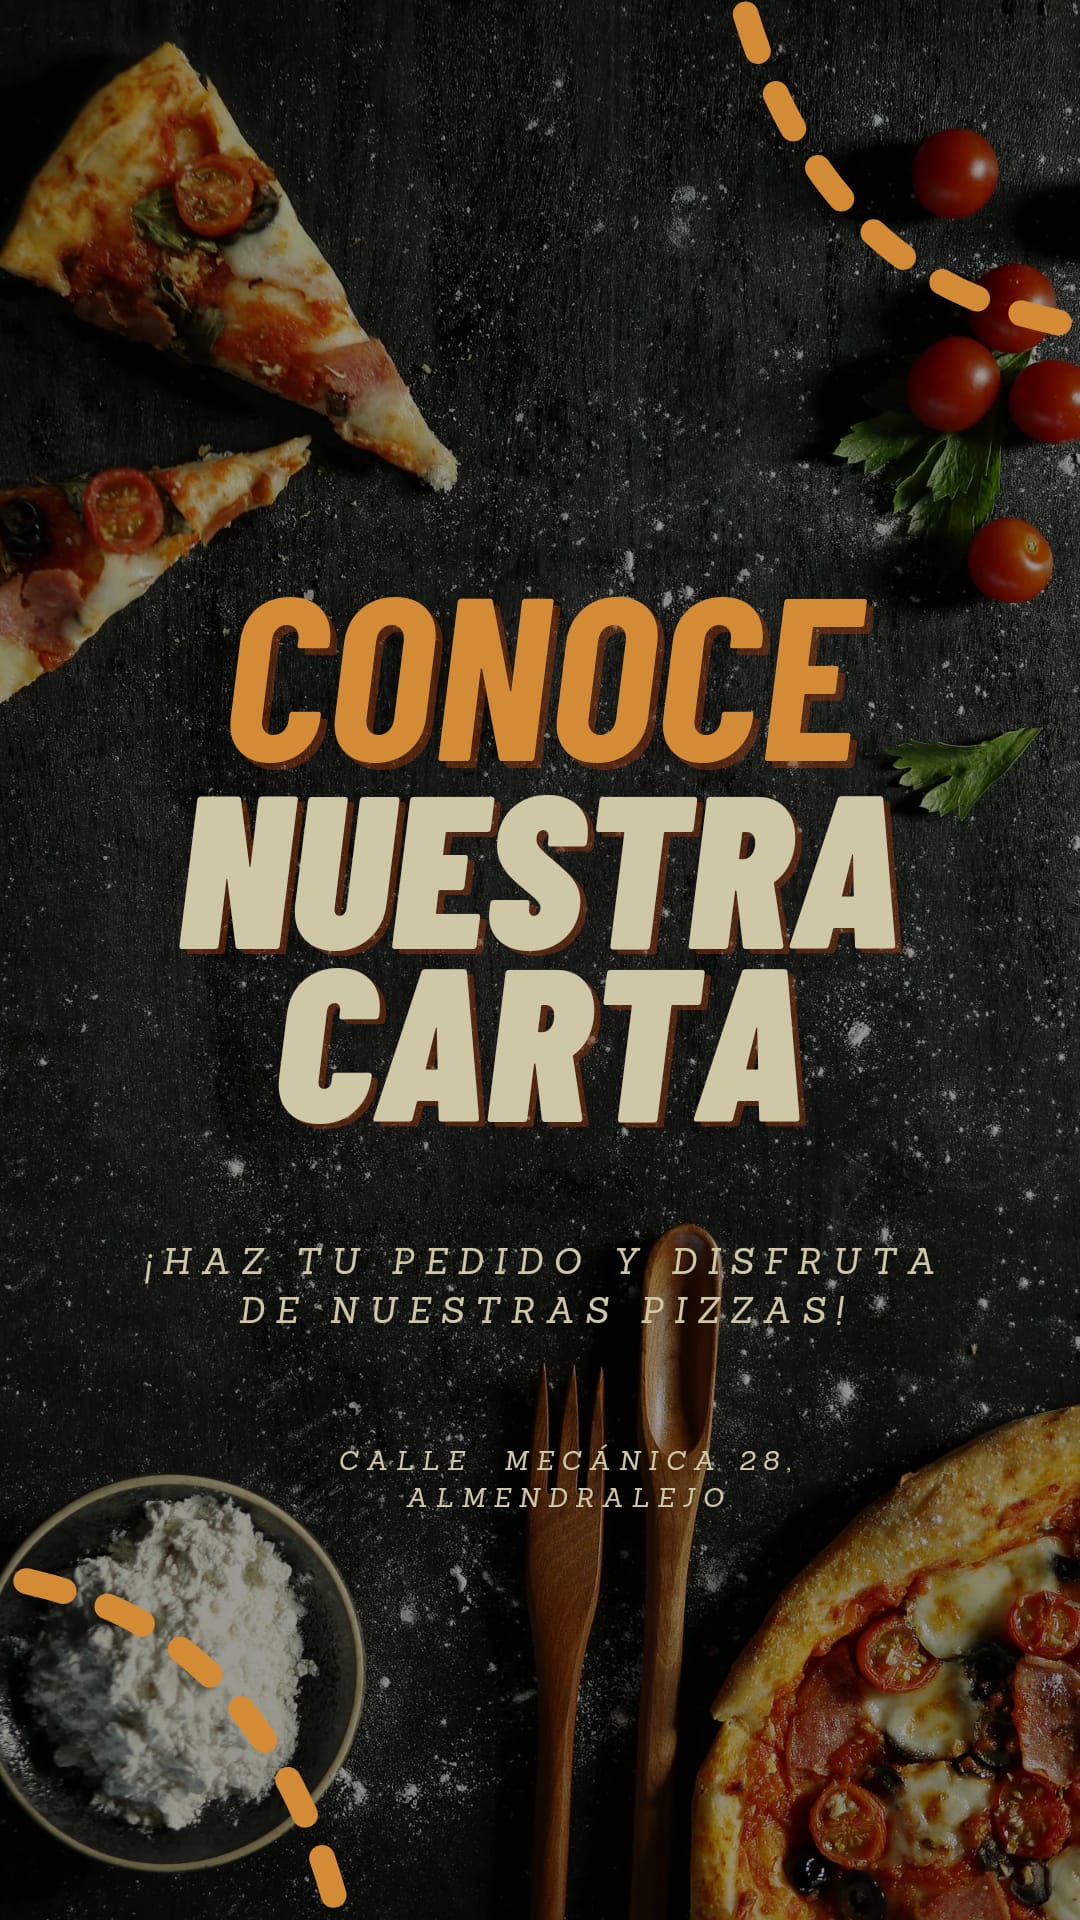 CONOCE
NUESTRA
CARTA
¡HAZ TU PEDIDO Y DISFRUTA
DE NUESTRAS PIZZAS!
CALLE MECÁNICA 28,
ALMENDRALEJO